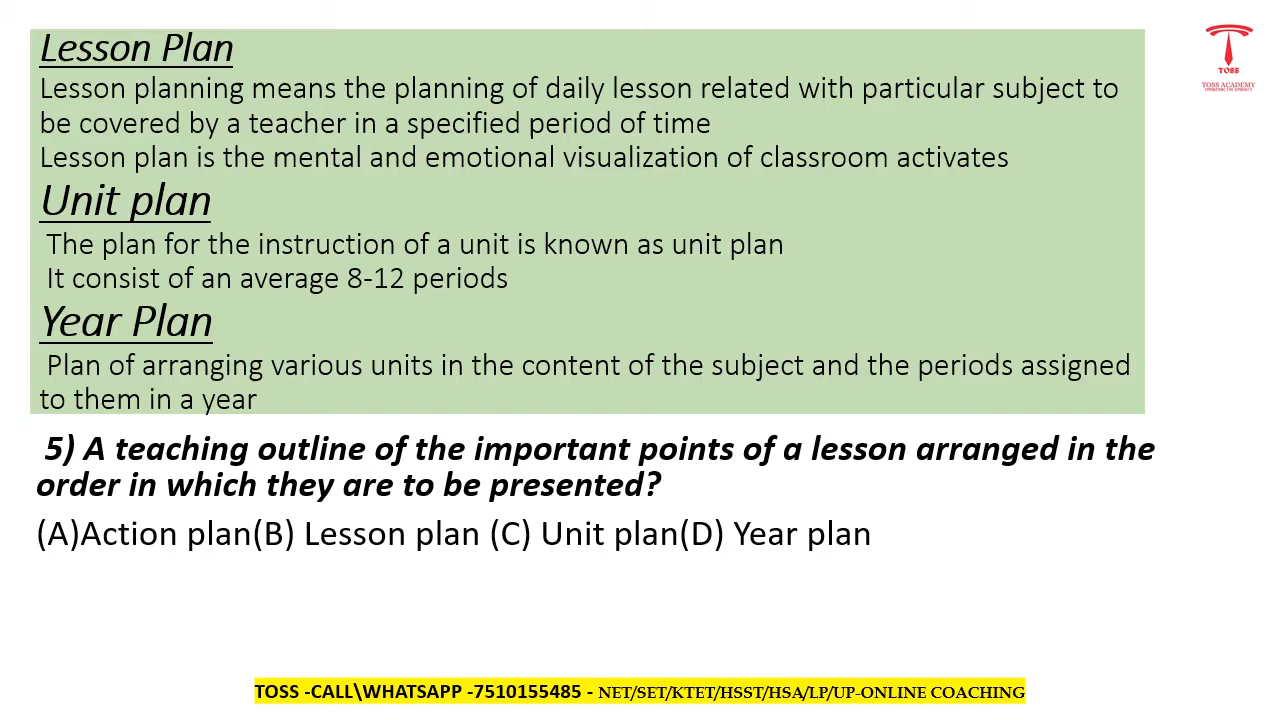 Lesson Plan
Lesson planning means the planning of daily lesson related with particular subject to
be covered by a teacher in a specified period of time
Lesson plan is the mental and emotional visualization of classroom activates
Unit plan
The plan for the instruction of a unit is known as unit plan
It consist of an average 8-12 periods
Year Plan
Plan of arranging various units in the content of the subject and the periods assigned
to them in a year
5) A teaching outline of the important points of a lesson arranged in the
order in which they are to be presented?
(A)Action plan(B) Lesson plan (C) Unit plan(D) Year plan
TOSS -CALL\WHATSAPP -7510155485 - NET/SET/KTET/HSST/HSA/LP/UP-ONLINE COACHING
TOSS
TOSS ACADEMY